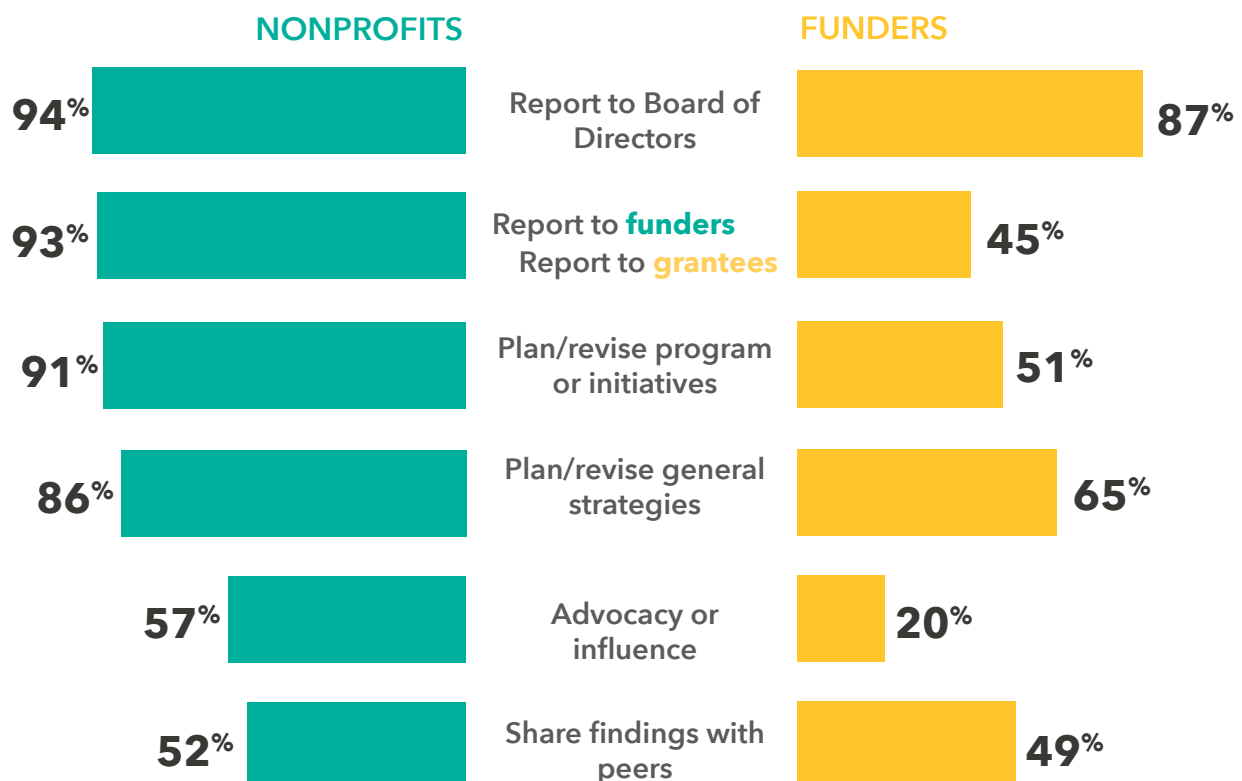 NONPROFITS
FUNDERS
94%
Report to Board of
Directors
87%
93%
Report to funders
Report to grantees
45%
91%
Plan/revise program
or initiatives
51%
86%
Plan/revise general
strategies
65%
57%
Advocacy or
influence
20%
52%
Share findings with
peers
49%